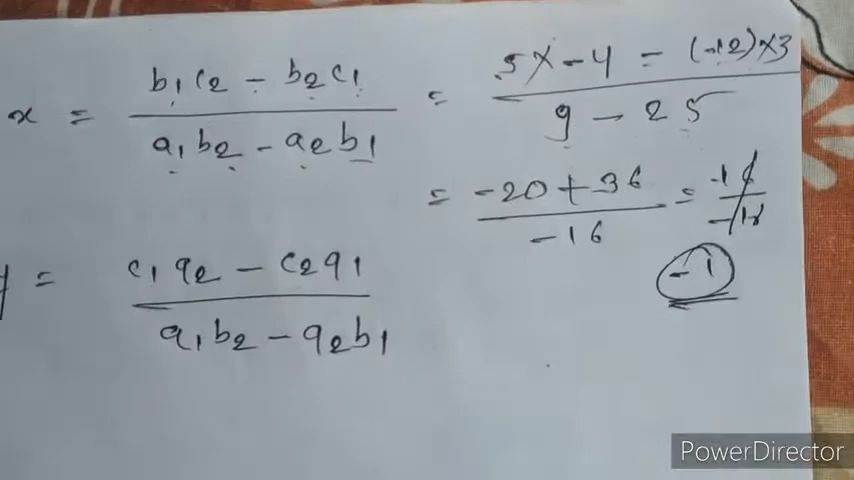 x = b₁c₂ - b₂c₁ / a₁b₂ - a₂b₁ = 5X-4 - (-12)×3 / 9 - 25
= -20+36 / -16 = 16 / -16
-1
y = c₁a₂ - c₂a₁ / a₁b₂ - a₂b₁
PowerDirector